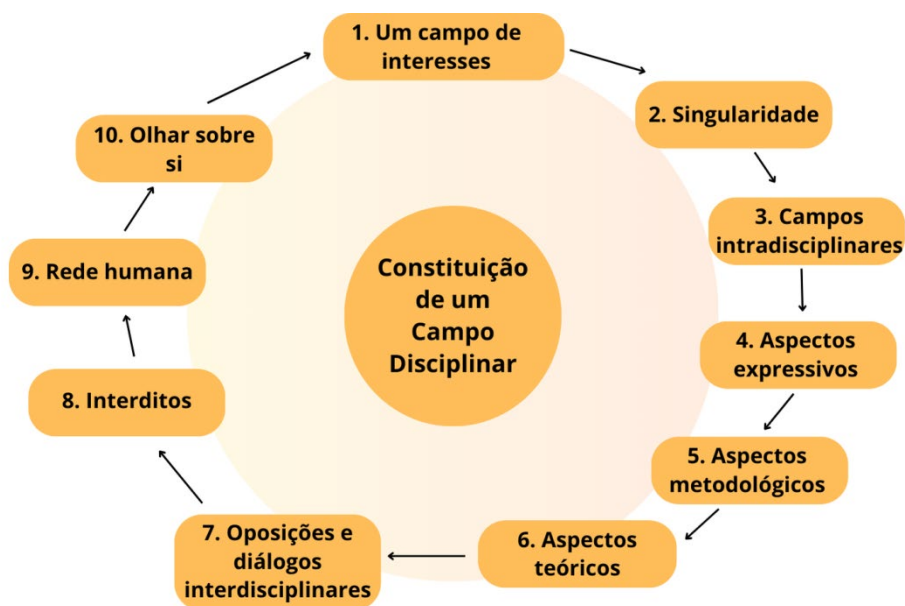 1. Um campo de
interesses
2. Singularidade
3. Campos
intradisciplinares
4. Aspectos
expressivos
5. Aspectos
metodológicos
6. Aspectos
teóricos
7. Oposições e
diálogos
interdisciplinares
8. Interditos
9. Rede humana
10. Olhar sobre
si
Constituição
de um
Campo
Disciplinar